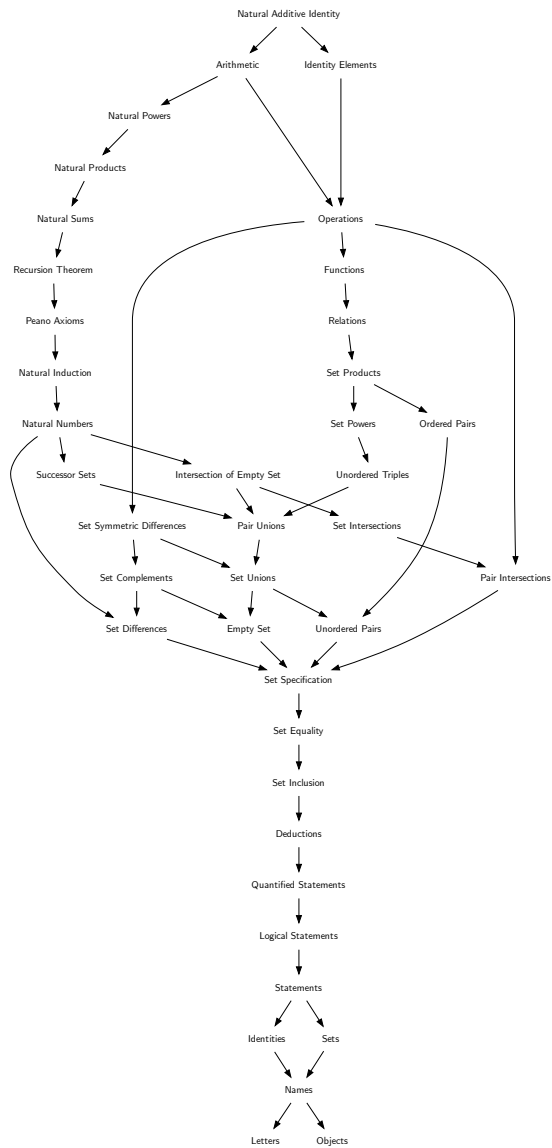 Natural Additive Identity
Arithmetic
Identity Elements
Natural Powers
Natural Products
Natural Sums
Operations
Recursion Theorem
Functions
Peano Axioms
Relations
Natural Induction
Set Products
Natural Numbers
Set Powers
Ordered Pairs
Successor Sets
Intersection of Empty Set
Unordered Triples
Set Symmetric Differences
Pair Unions
Set Intersections
Set Complements
Set Unions
Pair Intersections
Set Differences
Empty Set
Unordered Pairs
Set Specification
Set Equality
Set Inclusion
Deductions
Quantified Statements
Logical Statements
Statements
Identities
Sets
Names
Letters
Objects